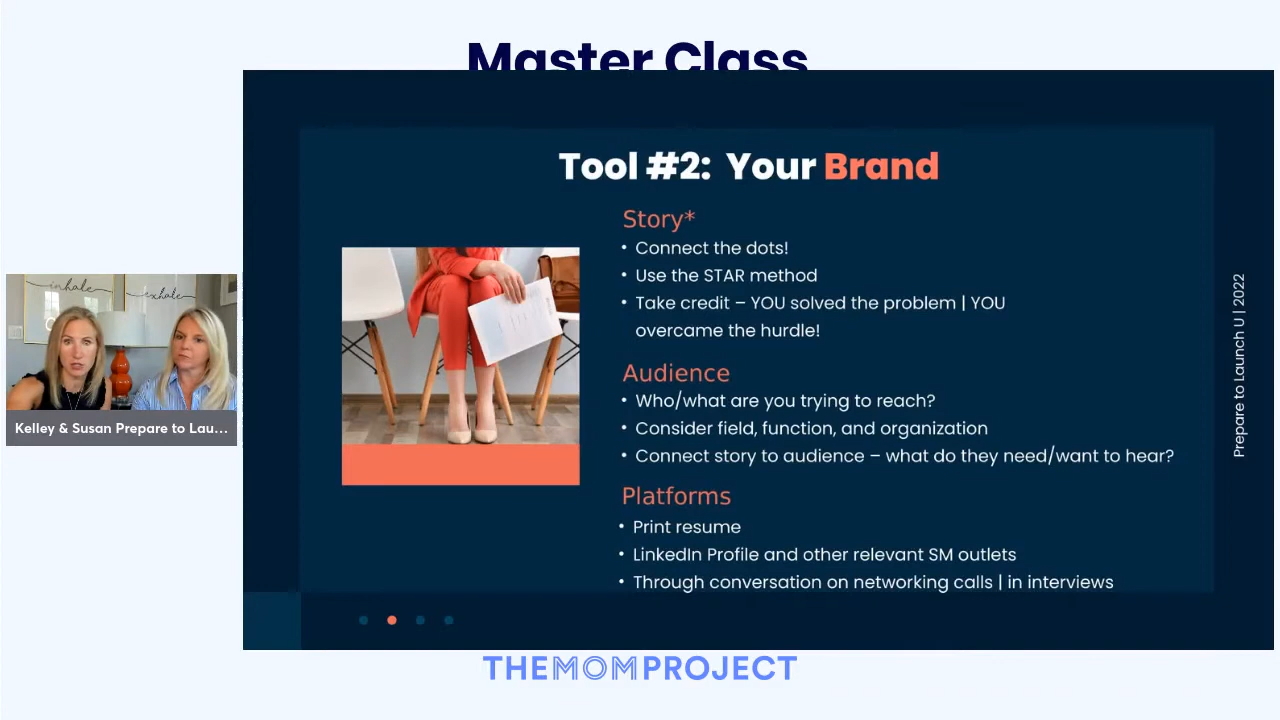 Master Class
Tool #2: Your Brand
Story*
• Connect the dots!
• Use the STAR method
• Take credit – YOU solved the problem | YOU
overcame the hurdle!
Audience
• Who/what are you trying to reach?
• Consider field, function, and organization
• Connect story to audience – what do they need/want to hear?
Platforms
• Print resume
• LinkedIn Profile and other relevant SM outlets
• Through conversation on networking calls | in interviews
Prepare to Launch U | 2022
inhale
exhale
Kelley & Susan Prepare to Lau...
THEMOMPROJECT